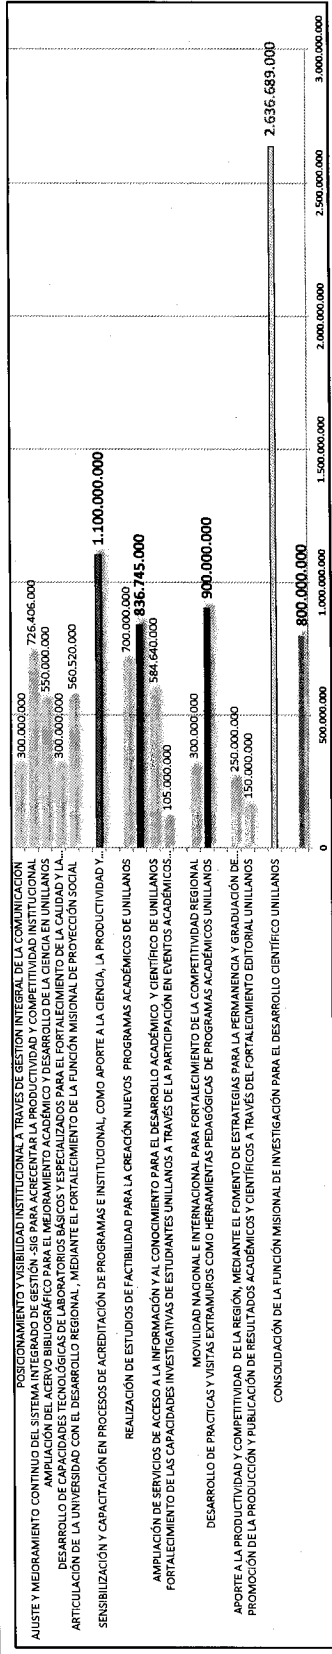 POSICIONAMIENTO Y VISIBILIDAD INSTITUCIONAL A TRAVÉS DE GESTIÓN INTEGRAL DE LA COMUNICACIÓN
300.000.000
AJUSTE Y MEJORAMIENTO CONTINUO DEL SISTEMA INTEGRADO DE GESTIÓN -SIG PARA ACRECENTAR LA PRODUCTIVIDAD Y COMPETITIVIDAD INSTITUCIONAL
726.406.000
AMPLIACIÓN DEL ACERVO BIBLIOGRÁFICO PARA EL MEJORAMIENTO ACADÉMICO Y DESARROLLO DE LA CIENCIA EN UNILLANOS
550.000.000
DESARROLLO DE CAPACIDADES TECNOLÓGICAS DE LABORATORIOS BÁSICOS Y ESPECIALIZADOS PARA EL FORTALECIMIENTO DE LA CALIDAD Y LA...
300.000.000
ARTICULACIÓN DE LA UNIVERSIDAD CON EL DESARROLLO REGIONAL , MEDIANTE EL FORTALECIMIENTO DE LA FUNCIÓN MISIONAL DE PROYECCIÓN SOCIAL
560.520.000
SENSIBILIZACIÓN Y CAPACITACIÓN EN PROCESOS DE ACREDITACIÓN DE PROGRAMAS E INSTITUCIONAL, COMO APORTE A LA CIENCIA, LA PRODUCTIVIDAD Y...
1.100.000.000
700.000.000
REALIZACIÓN DE ESTUDIOS DE FACTIBILIDAD PARA LA CREACIÓN NUEVOS PROGRAMAS ACADÉMICOS DE UNILLANOS
836.745.000
AMPLIACIÓN DE SERVICIOS DE ACCESO A LA INFORMACIÓN Y AL CONOCIMIENTO PARA EL DESARROLLO ACADÉMICO Y CIENTÍFICO DE UNILLANOS
584.640.000
FORTALECIMIENTO DE LAS CAPACIDADES INVESTIGATIVAS DE ESTUDIANTES UNILLANOS A TRAVÉS DE LA PARTICIPACIÓN EN EVENTOS ACADÉMICOS...
105.000.000
MOVILDAD NACIONAL E INTERNACIONAL PARA FORTALECIMIENTO DE LA COMPETITIVIDAD REGIONAL
300.000.000
DESARROLLO DE PRACTICAS Y VISITAS EXTRAMUROS COMO HERRAMIENTAS PEDAGÓGICAS DE PROGRAMAS ACADÉMICOS UNILLANOS
900.000.000
APORTE A LA PRODUCTIVIDAD Y COMPETITIVIDAD DE LA REGIÓN, MEDIANTE EL FOMENTO DE ESTRATEGIAS PARA LA PERMANENCIA Y GRADUACIÓN DE...
250.000.000
PROMOCIÓN DE LA PRODUCCIÓN Y PUBLICACIÓN DE RESULTADOS ACADÉMICOS Y CIENTÍFICOS A TRAVÉS DEL FORTALECIMIENTO EDITORIAL UNILLANOS
150.000.000
CONSOLIDACIÓN DE LA FUNCIÓN MISIONAL DE INVESTIGACIÓN PARA EL DESARROLLO CIENTÍFICO UNILLANOS
2.636.689.000
800.000.000
0 500.000.000 1.000.000.000 1.500.000.000 2.000.000.000 2.500.000.000 3.000.000.000